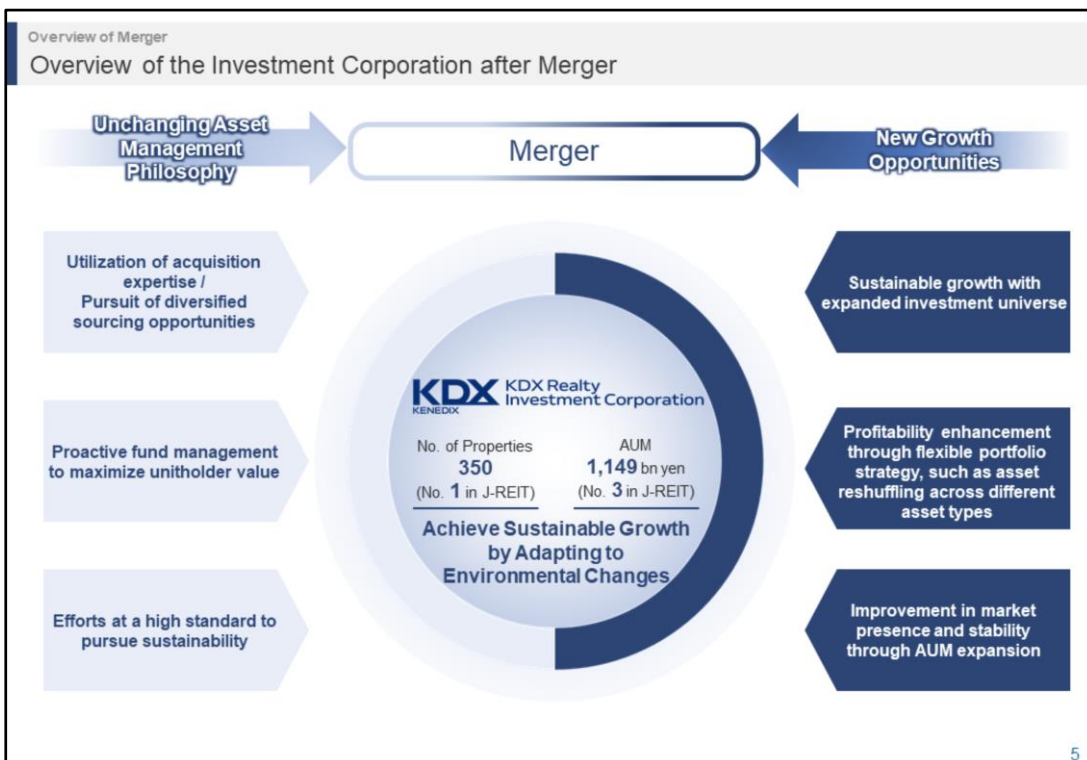 Overview of Merger
Overview of the Investment Corporation after Merger
Unchanging Asset
Management
Philosophy
Merger
New Growth
Opportunities
Utilization of acquisition
expertise /
Pursuit of diversified
sourcing opportunities
Proactive fund management
to maximize unitholder value
Efforts at a high standard to
pursue sustainability
KDX
KENEDIX
KDX Realty
Investment Corporation
No. of Properties
350
(No. 1 in J-REIT)
AUM
1,149 bn yen
(No. 3 in J-REIT)
Achieve Sustainable Growth
by Adapting to
Environmental Changes
Sustainable growth with
expanded investment universe
Profitability enhancement
through flexible portfolio
strategy, such as asset
reshuffling across different
asset types
Improvement in market
presence and stability
through AUM expansion
5